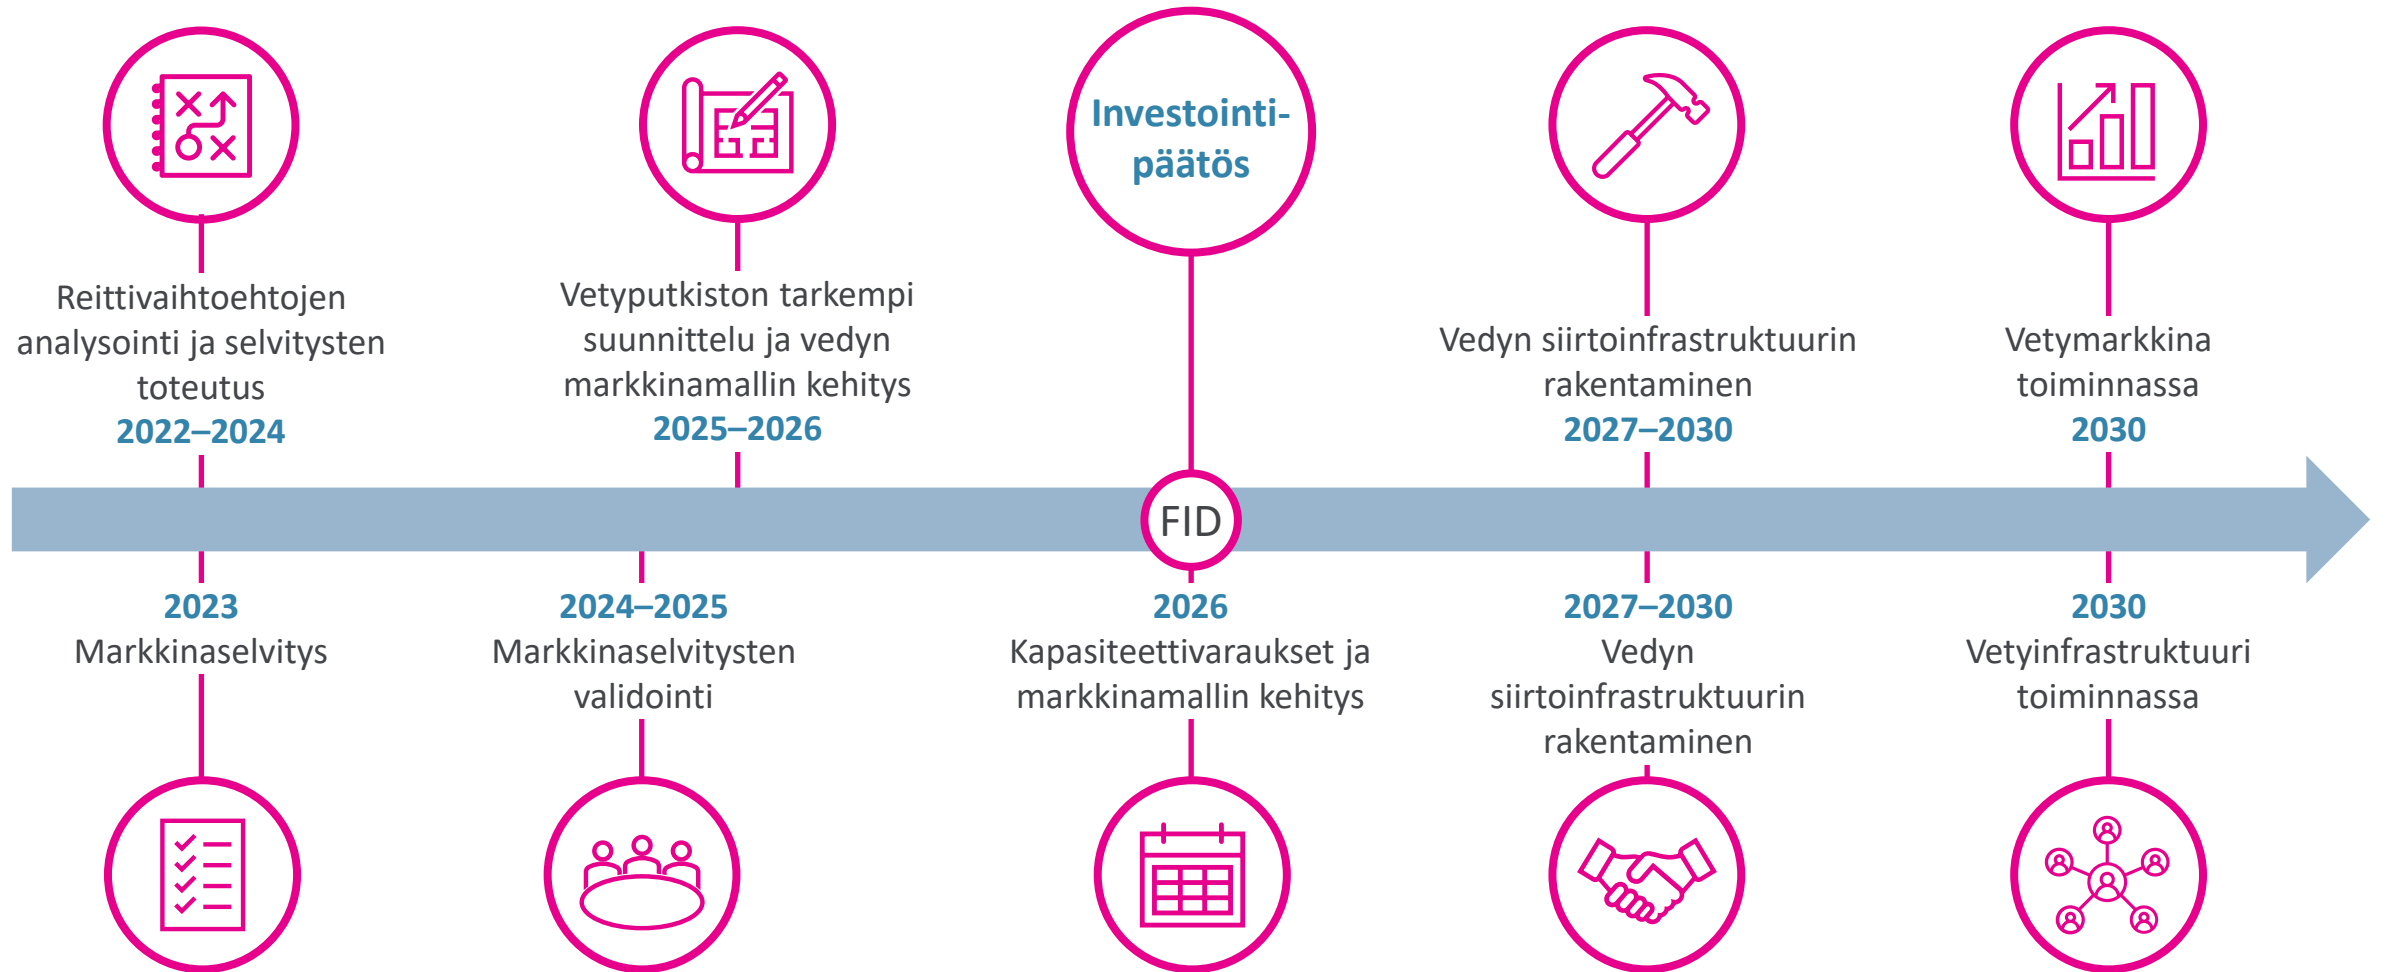 Reittivaihtoehtojen
analysointi ja selvitysten
toteutus
2022–2024
Vetyputkiston tarkempi
suunnittelu ja vedyn
markkinamallin kehitys
2025–2026
Investointi-
päätös
Vedyn siirtoinfrastruktuurin
rakentaminen
2027–2030
Vetymarkkina
toiminnassa
2030
FID
2023
Markkinaselvitys
2024–2025
Markkinaselvitysten
validointi
2026
Kapasiteettivaraukset ja
markkinamallin kehitys
2027–2030
Vedyn
siirtoinfrastruktuurin
rakentaminen
2030
Vetyinfrastruktuuri
toiminnassa